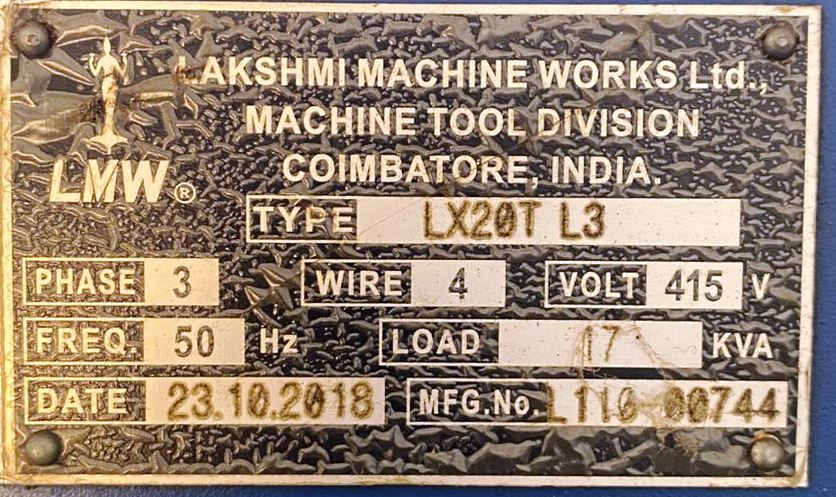 LAKSHMI MACHINE WORKS Ltd.,
MACHINE TOOL DIVISION
COIMBATORE, INDIA.
LMW®
TYPE LX20T L3
PHASE 3 WIRE 4 VOLT 415 V
FREQ. 50 Hz LOAD 17 KVA
DATE 23.10.2018 MFG.No. L110-00744